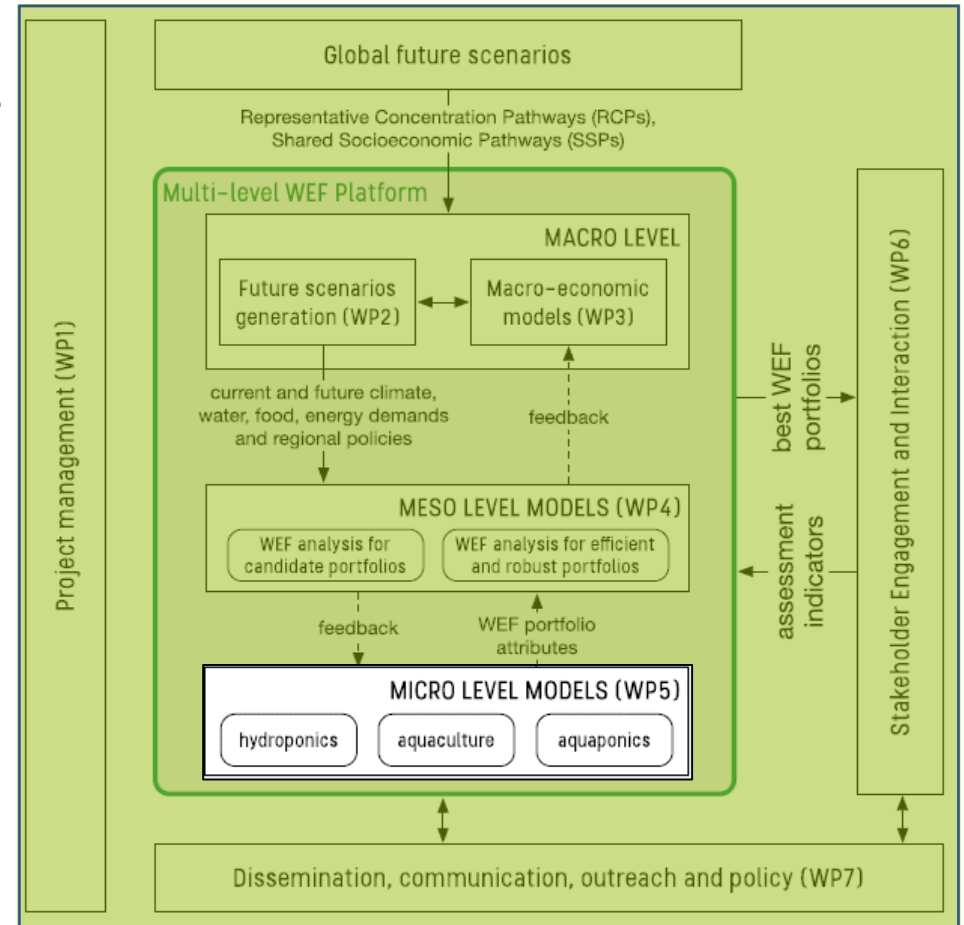 Project management (WP1)
Global future scenarios
Representative Concentration Pathways (RCPs),
Shared Socioeconomic Pathways (SSPs)
Multi-level WEF Platform
MACRO LEVEL
Future scenarios
generation (WP2)
Macro-economic
models (WP3)
current and future climate,
water, food, energy demands
and regional policies
feedback
MESO LEVEL MODELS (WP4)
WEF analysis for
candidate portfolios
WEF analysis for efficient
and robust portfolios
feedback
WEF portfolio
attributes
MICRO LEVEL MODELS (WP5)
hydroponics
aquaculture
aquaponics
best WEF
portfolios
assessment
indicators
Stakeholder Engagement and Interaction (WP6)
Dissemination, communication, outreach and policy (WP7)